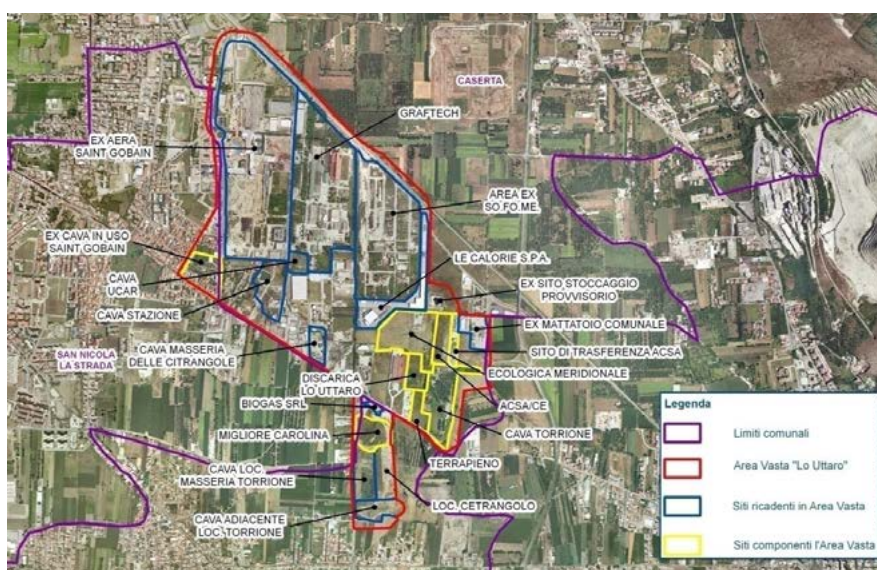 CASERTA
GRAFTECH
EX AERA
SAINT GOBAIN
AREA EX
SO.FO.ME.
EX CAVA IN USO
SAINT GOBAIN
LE CALORIE S.P.A.
CAVA
UCAR
EX SITO STOCCAGGIO
PROVVISORIO
CAVA STAZIONE
EX MATTATOIO COMUNALE
SAN NICOLA
LA STRADA
CAVA MASSERIA
DELLE CITRANGOLE
SITO DI TRASFERENZA ACSA
ECOLOGICA MERIDIONALE
DISCARICA
LO UTTARO
BIOGAS SRL
ACSA/CE
MIGLIORE CAROLINA
CAVA TORRIONE
TERRAPIENO
CAVA LOC.
MASSERIA TORRIONE
LOC. CETRANGOLO
CAVA ADIACENTE
LOC. TORRIONE
Legenda
Limiti comunali
Area Vasta "Lo Uttaro"
Siti ricadenti in Area Vasta
Siti componenti l'Area Vasta